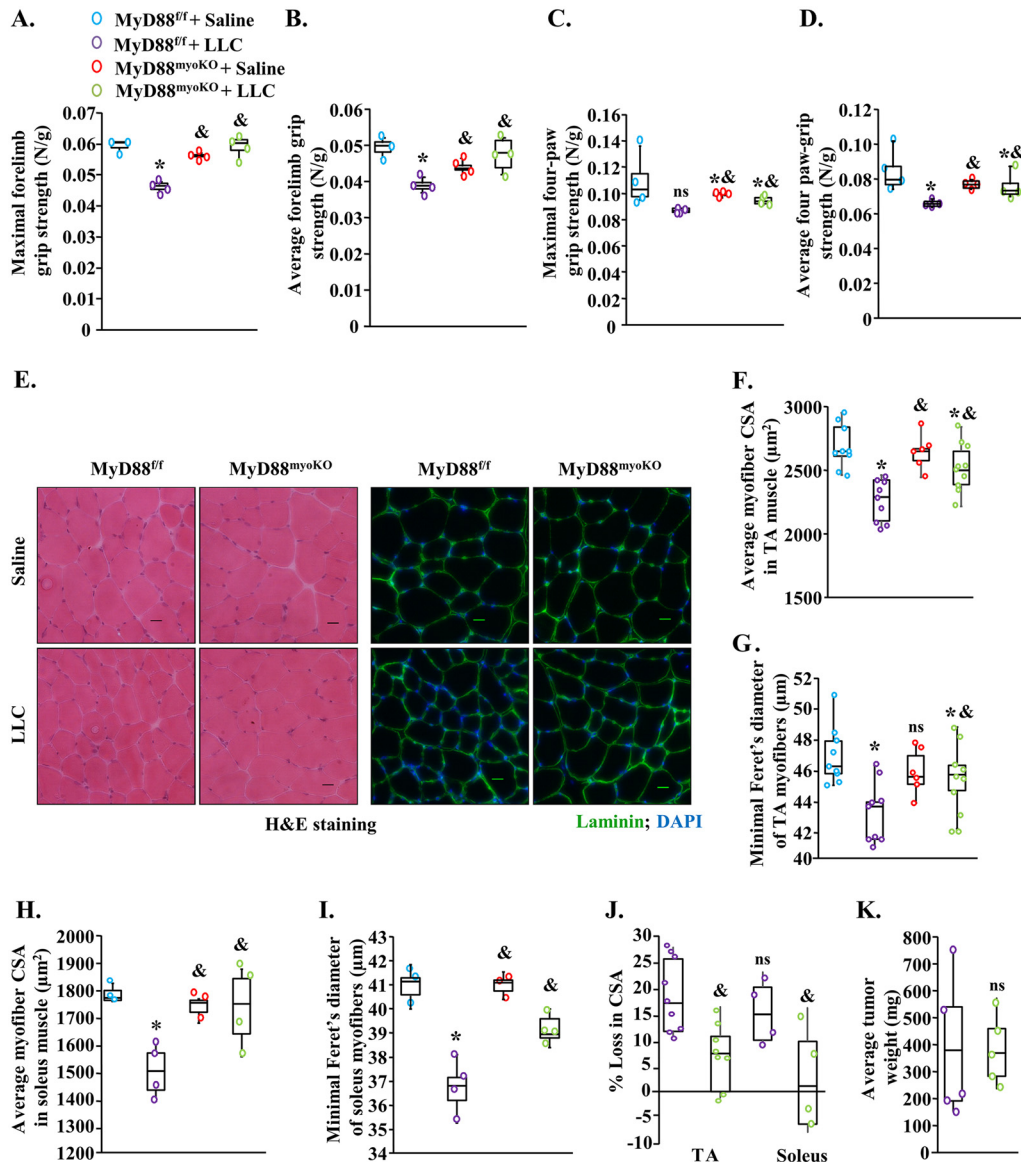 A.
MyD88f/f + Saline
MyD88f/f + LLC
MyD88myoKO + Saline
MyD88myoKO + LLC
Maximal forelimb
grip strength (N/g)
0.07
0.06
0.05
0.04
0.03
0.02
0.01
0
*
&
&
B.
Average forelimb grip
strength (N/g)
0.06
0.05
0.04
0.03
0.02
0.01
0
*
&
&
C.
Maximal four-paw
grip strength (N/g)
0.16
0.14
0.12
0.10
0.08
0.06
0.04
0.02
0
ns
*&
*&
D.
Average four paw-grip
strength (N/g)
0.12
0.10
0.08
0.06
0.04
0.02
0
*
&
*&
E.
MyD88f/f
MyD88myoKO
MyD88f/f
MyD88myoKO
Saline
LLC
H&E staining
Laminin; DAPI
F.
Average myofiber CSA
in TA muscle (µm²)
3000
2500
2000
1500
*
&
*&
G.
Minimal Feret's diameter
of TA myofibers (µm)
52
50
48
46
44
42
40
*
ns
*&
H.
Average myofiber CSA
in soleus muscle (µm²)
2000
1900
1800
1700
1600
1500
1400
1300
1200
*
&
&
I.
Minimal Feret's diameter
of soleus myofibers (µm)
43
42
41
40
39
38
37
36
35
34
*
&
&
J.
% Loss in CSA
30
25
20
15
10
5
0
-5
-10
&
ns
&
TA
Soleus
K.
Average tumor
weight (mg)
800
700
600
500
400
300
200
100
0
ns